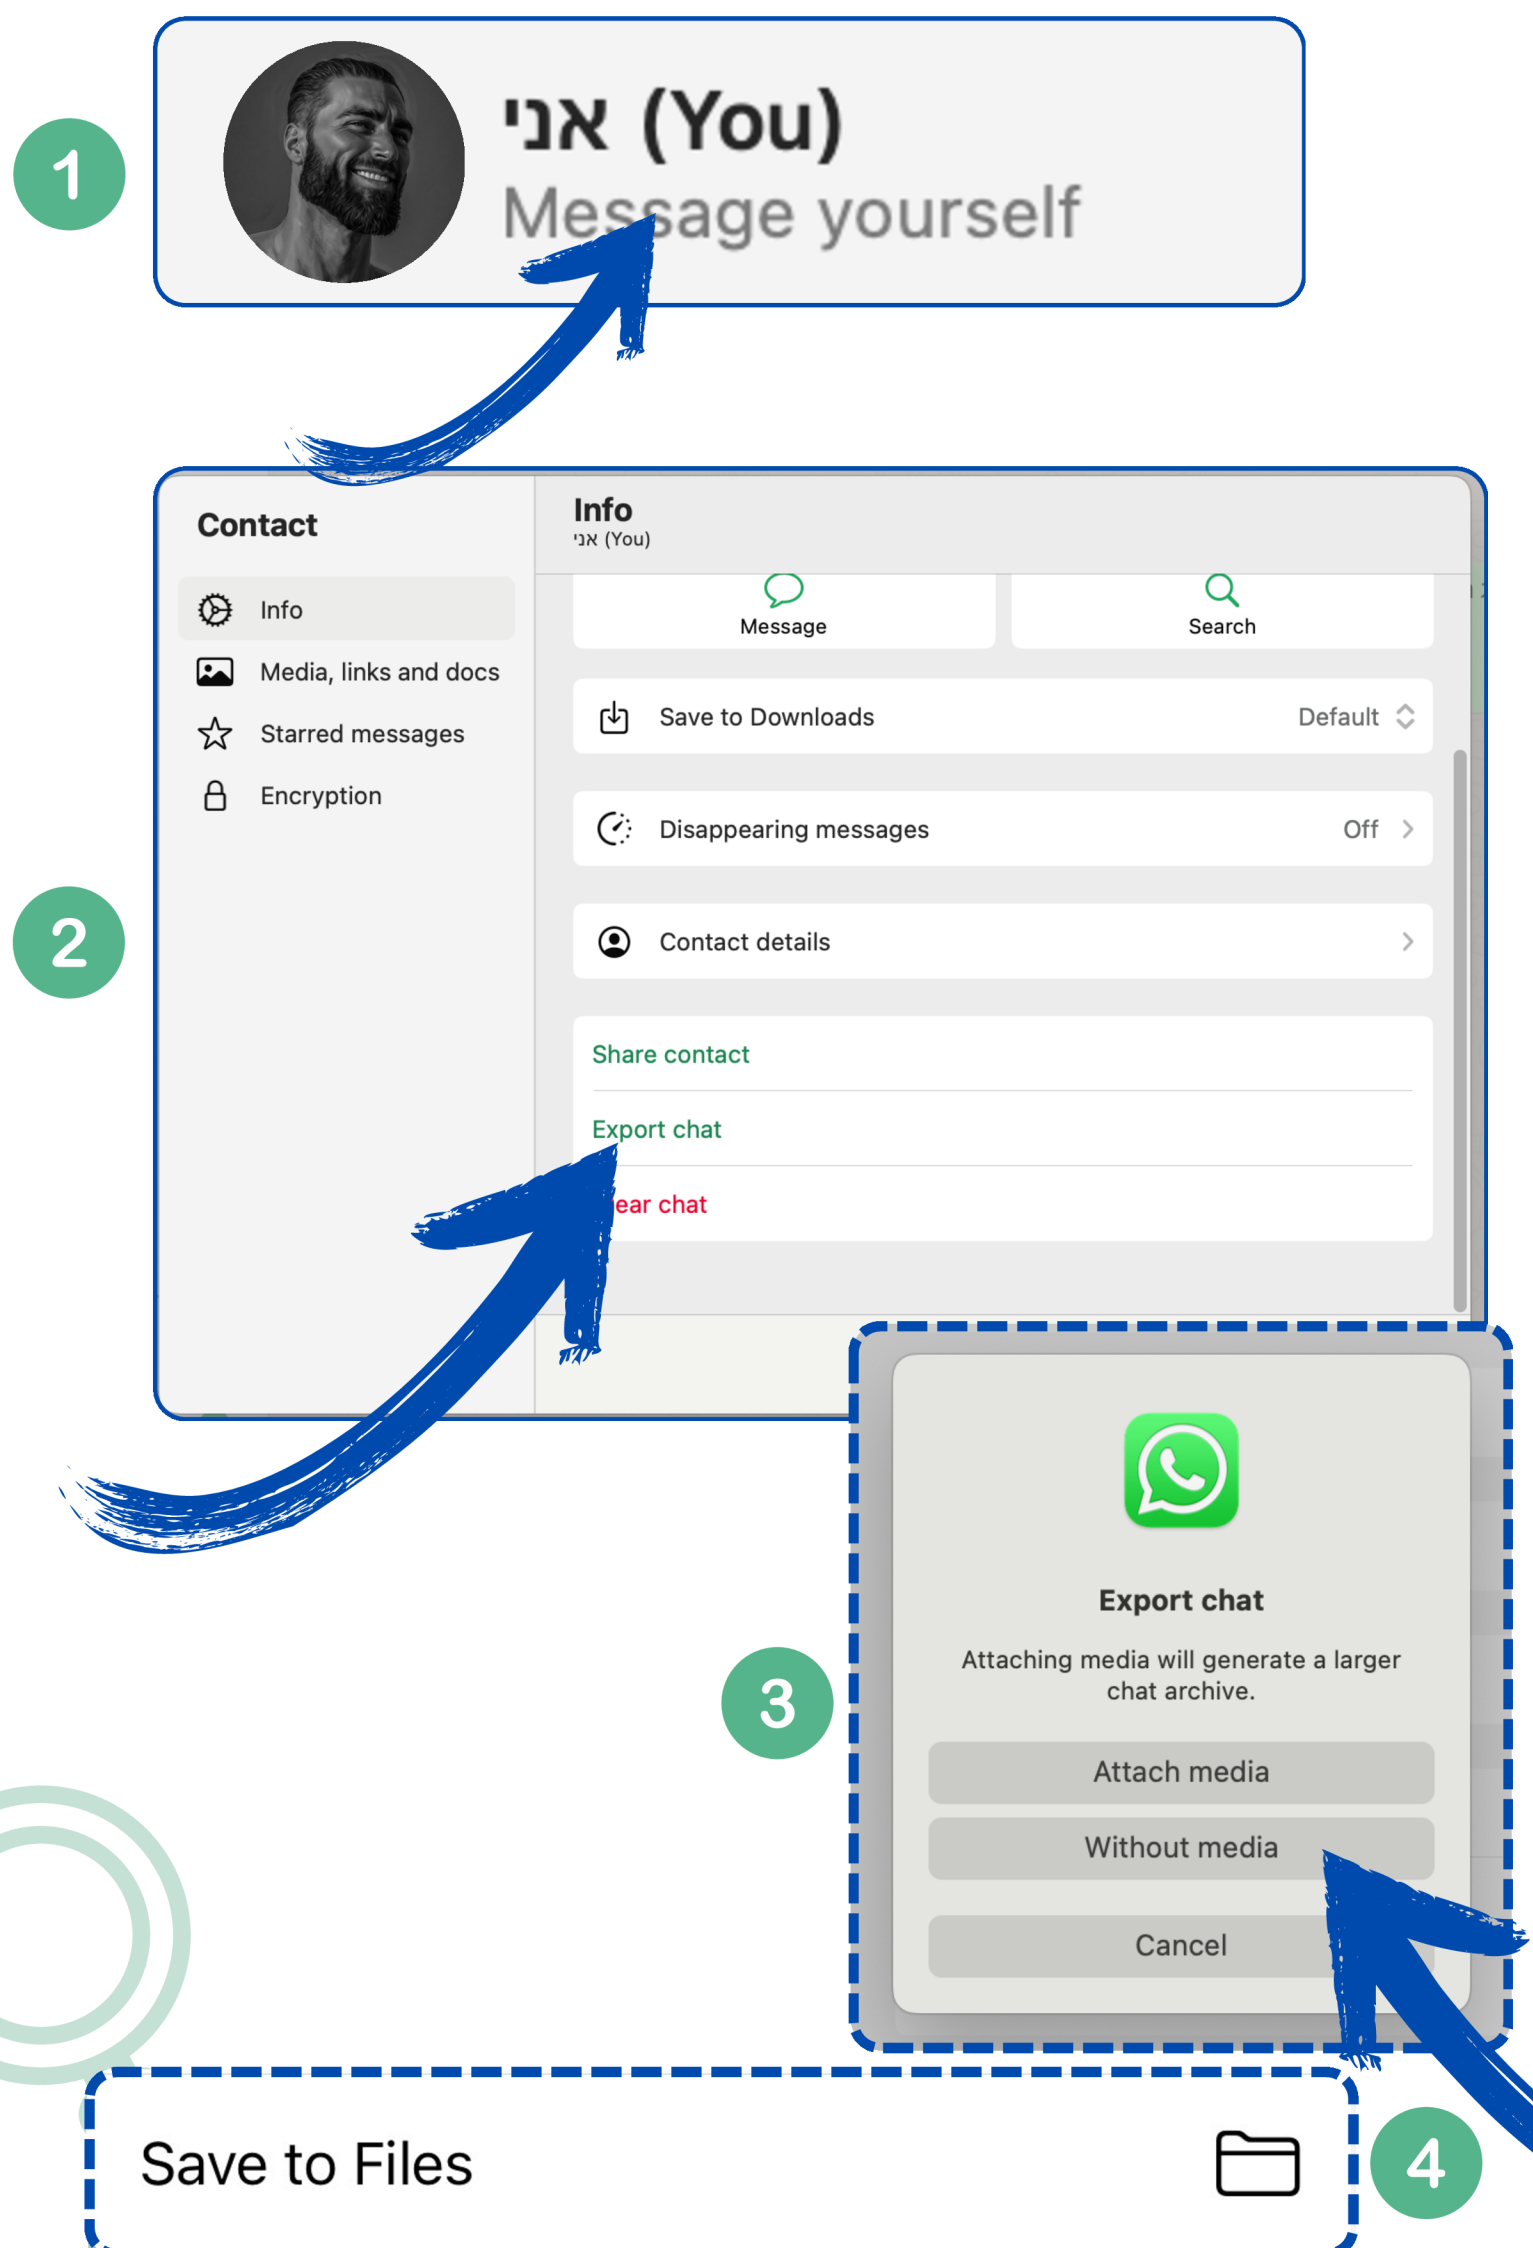 1
אני (You)
Message yourself
2
Contact
Info
Media, links and docs
Starred messages
Encryption
Info
אני (You)
Message
Search
Save to Downloads
Default
Disappearing messages
Off
Contact details
Share contact
Export chat
ear chat
3
Export chat
Attaching media will generate a larger
chat archive.
Attach media
Without media
Cancel
Save to Files
4